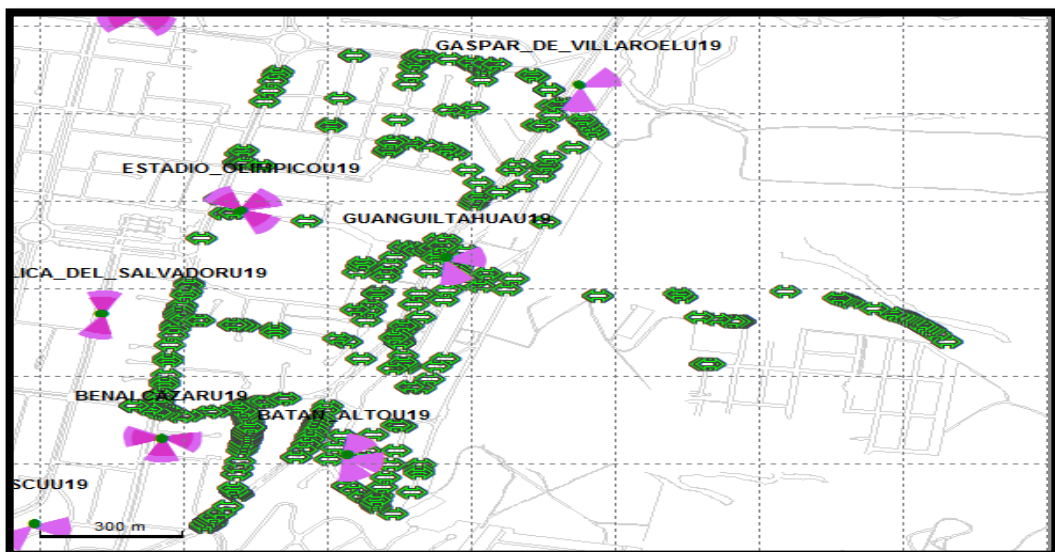 GASPAR_DE_VILLAROELU19
ESTADIO_OLIMPICOU19
GUANGUILTAHUAU19
LICA_DEL_SALVADORU19
BENALCAZARU19
BATAN_ALTOU19
SCUU19
300 m